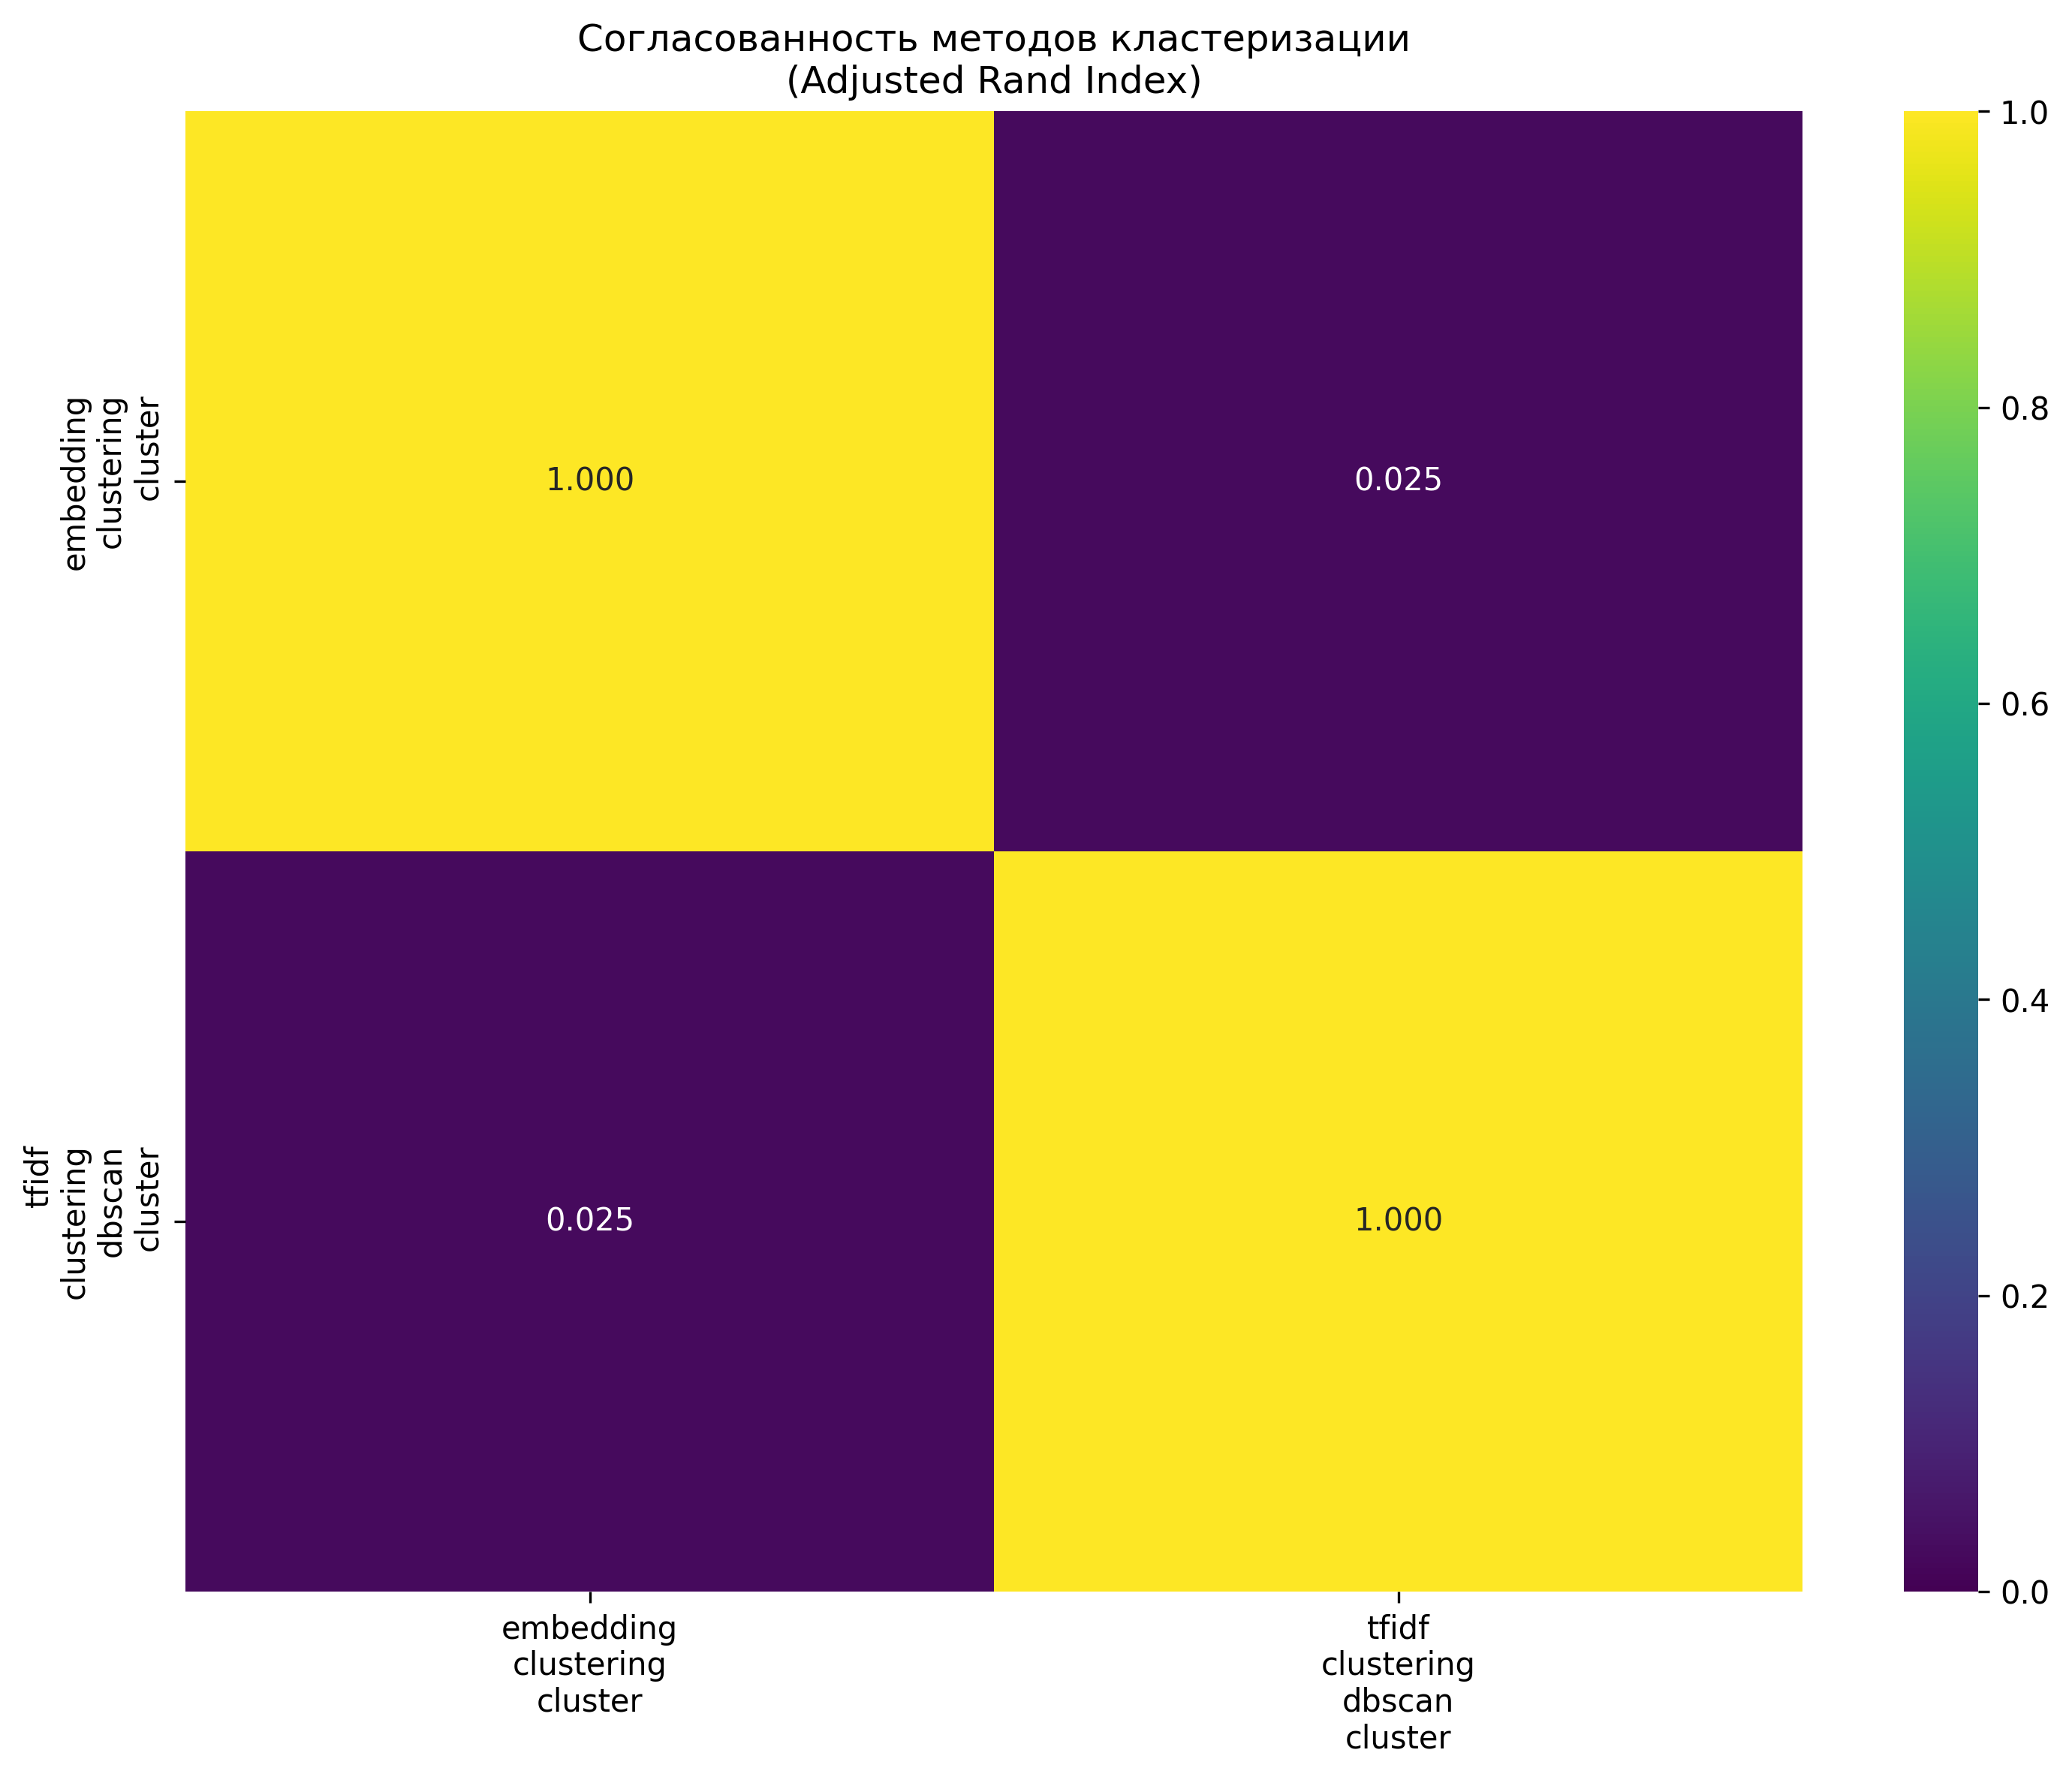 Согласованность методов кластеризации
(Adjusted Rand Index)
embedding
clustering
cluster
1.000
0.025
tfidf
clustering
dbscan
cluster
0.025
1.000
embedding
clustering
cluster
tfidf
clustering
dbscan
cluster
1.0
0.8
0.6
0.4
0.2
0.0